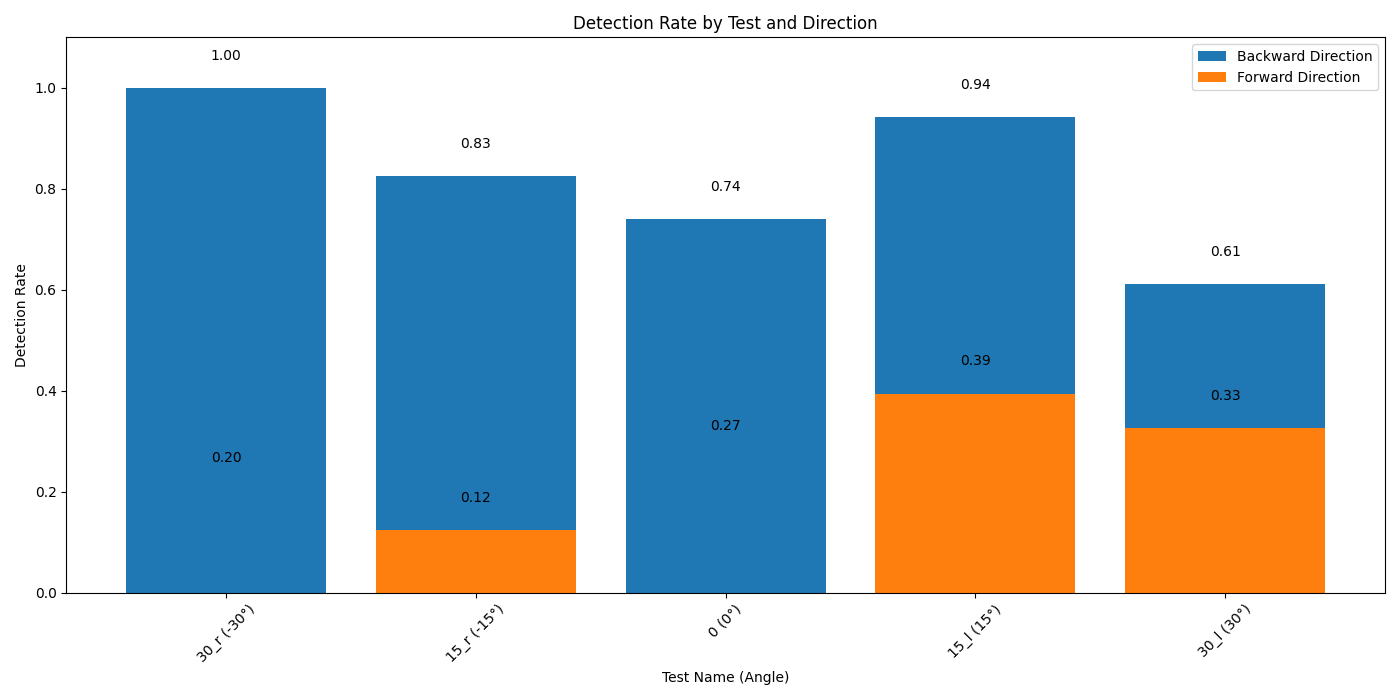 Detection Rate by Test and Direction
Backward Direction
Forward Direction
1.00
0.83
0.74
0.94
0.61
0.20
0.12
0.27
0.39
0.33
Detection Rate
1.0
0.8
0.6
0.4
0.2
0.0
30_r (-30°)
15_r (-15°)
0 (0°)
15_l (15°)
30_l (30°)
Test Name (Angle)